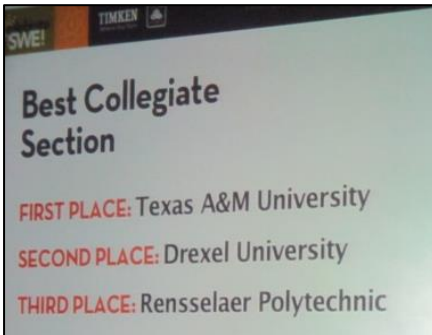 SWE!
TIMKEN
Best Collegiate
Section
FIRST PLACE: Texas A&M University
SECOND PLACE: Drexel University
THIRD PLACE: Rensselaer Polytechnic